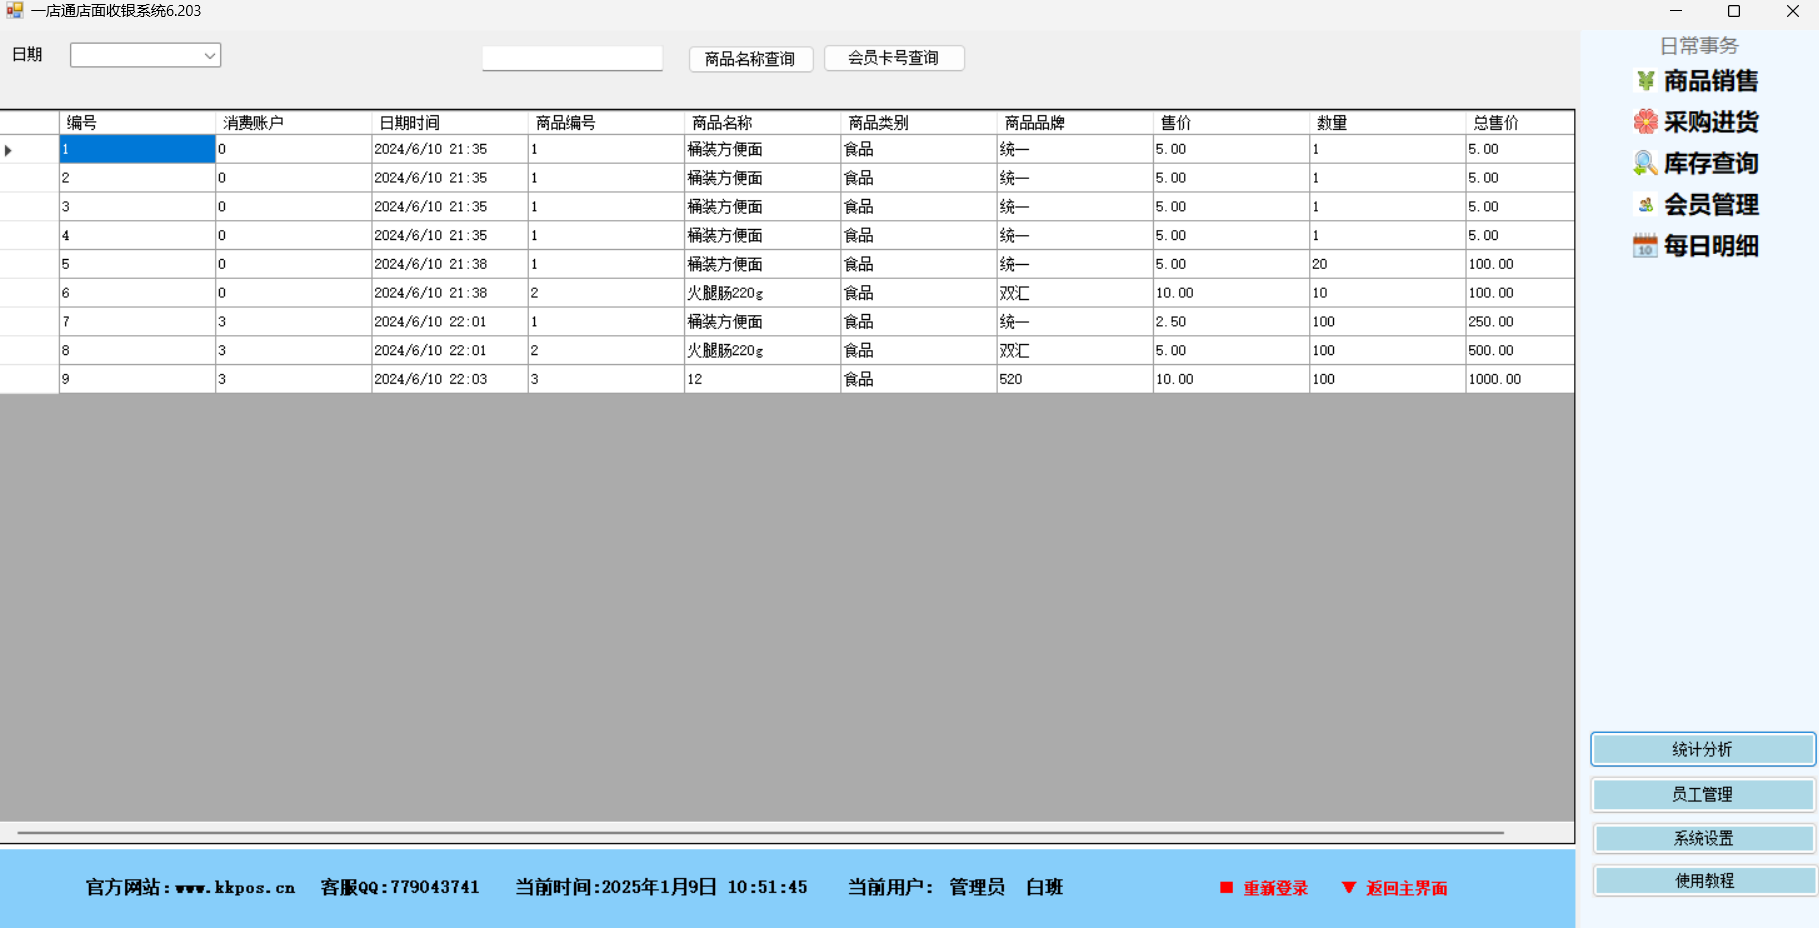 一店通店面收银系统6.203
日期
商品名称查询 会员卡号查询
编号 消费账户 日期时间 商品编号 商品名称 商品类别 商品品牌 售价 数量 总售价
1 0 2024/6/10 21:35 1 桶装方便面 食品 统一 5.00 1 5.00
2 0 2024/6/10 21:35 1 桶装方便面 食品 统一 5.00 1 5.00
3 0 2024/6/10 21:35 1 桶装方便面 食品 统一 5.00 1 5.00
4 0 2024/6/10 21:35 1 桶装方便面 食品 统一 5.00 1 5.00
5 0 2024/6/10 21:38 1 桶装方便面 食品 统一 5.00 20 100.00
6 0 2024/6/10 21:38 2 火腿肠220g 食品 双汇 10.00 10 100.00
7 3 2024/6/10 22:01 1 桶装方便面 食品 统一 2.50 100 250.00
8 3 2024/6/10 22:01 2 火腿肠220g 食品 双汇 5.00 100 500.00
9 3 2024/6/10 22:03 3 12 食品 520 10.00 100 1000.00
日常事务
商品销售
采购进货
库存查询
会员管理
10 每日明细
统计分析
员工管理
系统设置
使用教程
官方网站:www.kkpos.cn 客服QQ:779043741 当前时间:2025年1月9日 10:51:45 当前用户: 管理员 白班 ■ 重新登录 ▼ 返回主界面